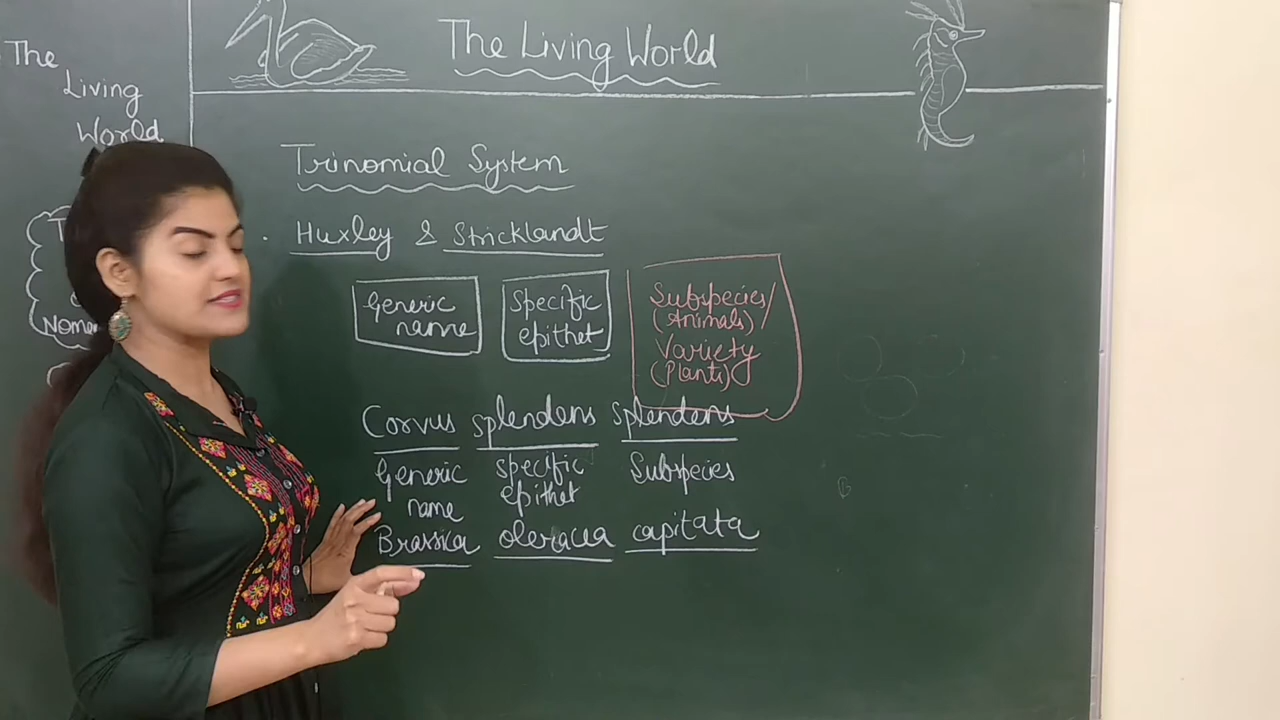 The
Living
World
The Living World
Trinomial System
Huxley & Stricklandt
Generic
name
Specific
epithet
Subspecies/
(Animals)/
Variety
(Plants)
Corvus splendens splendens
Generic
name
specific
epithet
Subspecies
Brassica oleracea capitata
B